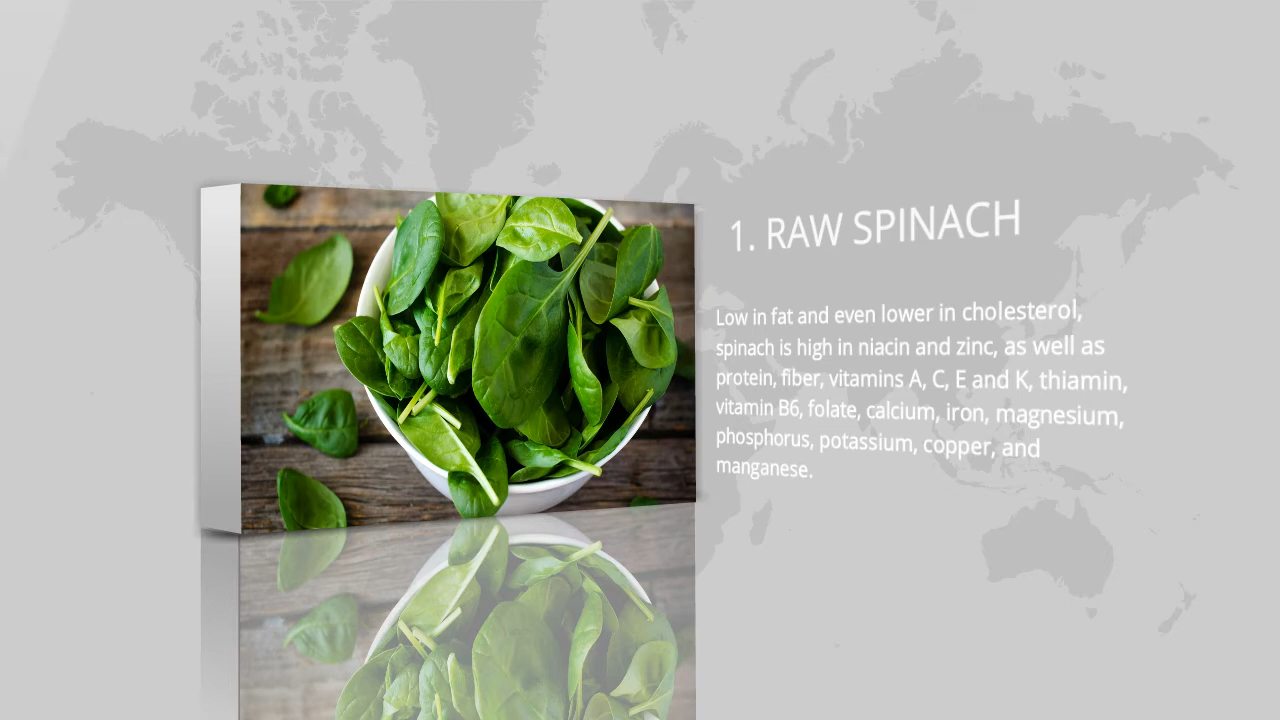 1. RAW SPINACH
Low in fat and even lower in cholesterol,
spinach is high in niacin and zinc, as well as
protein, fiber, vitamins A, C, E and K, thiamin,
vitamin B6, folate, calcium, iron, magnesium,
phosphorus, potassium, copper, and
manganese.